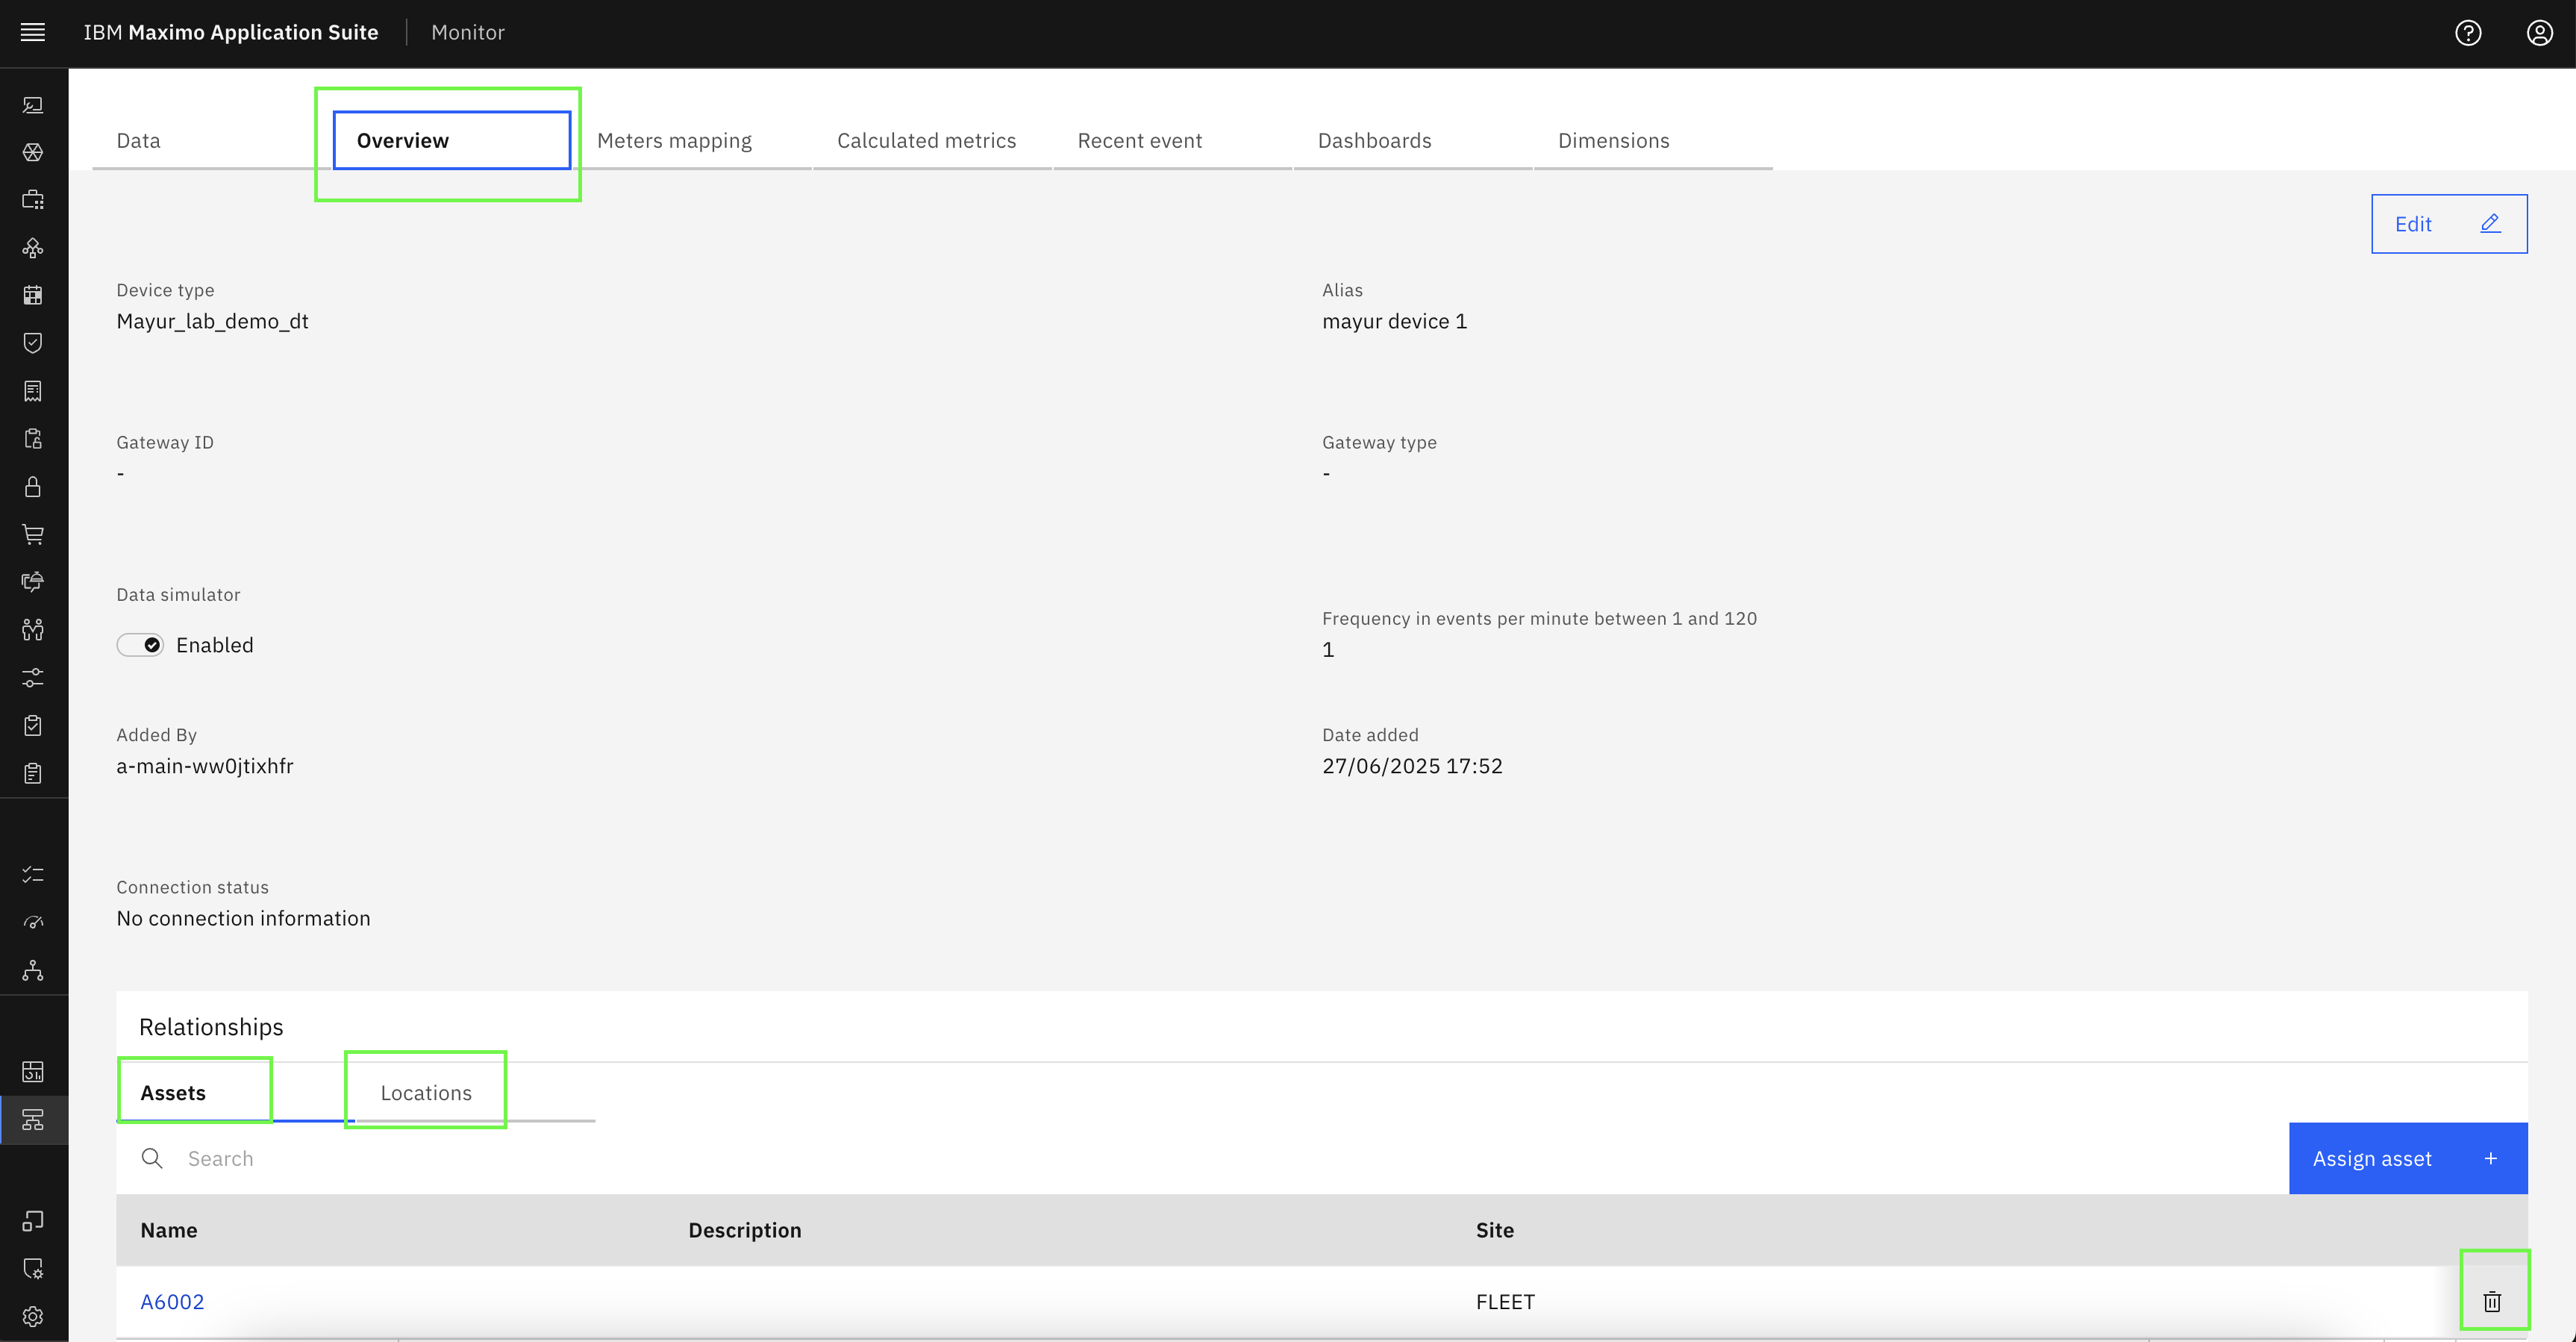 IBM Maximo Application Suite
Monitor
Data
Overview
Meters mapping
Calculated metrics
Recent event
Dashboards
Dimensions
Edit
Device type
Mayur_lab_demo_dt
Alias
mayur device 1
Gateway ID
-
Gateway type
-
Data simulator
Enabled
Frequency in events per minute between 1 and 120
1
Added By
a-main-ww0jtixhfr
Date added
27/06/2025 17:52
Connection status
No connection information
Relationships
Assets
Locations
Search
Assign asset +
Name
Description
Site
A6002
FLEET